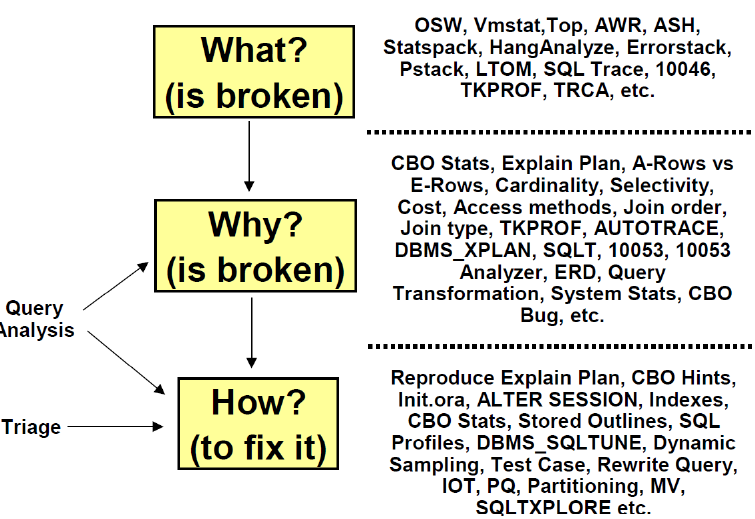 What?
(is broken)
OSW, Vmstat,Top, AWR, ASH,
Statspack, HangAnalyze, Errorstack,
Pstack, LTOM, SQL Trace, 10046,
TKPROF, TRCA, etc.
Why?
(is broken)
CBO Stats, Explain Plan, A-Rows vs
E-Rows, Cardinality, Selectivity,
Cost, Access methods, Join order,
Join type, TKPROF, AUTOTRACE,
DBMS_XPLAN, SQLT, 10053, 10053
Analyzer, ERD, Query
Transformation, System Stats, CBO
Bug, etc.
Query
Analysis
How?
(to fix it)
Triage
Reproduce Explain Plan, CBO Hints,
Init.ora, ALTER SESSION, Indexes,
CBO Stats, Stored Outlines, SQL
Profiles, DBMS_SQLTUNE, Dynamic
Sampling, Test Case, Rewrite Query,
IOT, PQ, Partitioning, MV,
SQLTXPLORE etc.